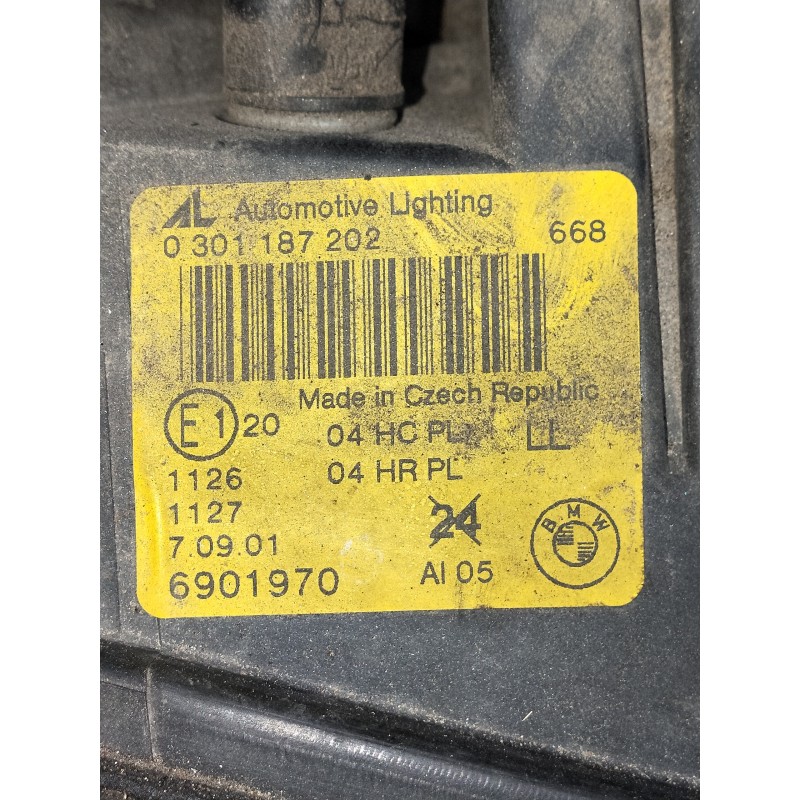 AL Automotive Lighting
0 301 187 202 668
Made in Czech Republic
E1 20 04 HC PL LL
1126 04 HR PL
1127 24
7.09.01
6901970 Al 05
BMW